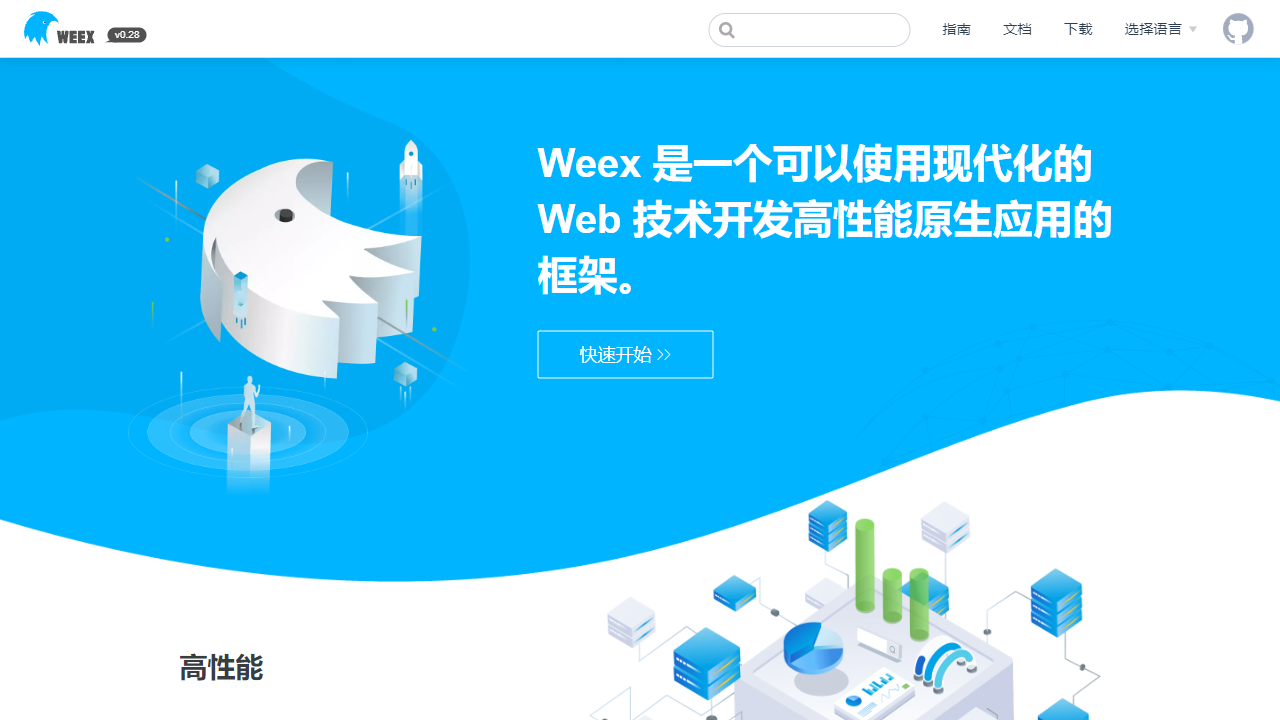 WEEX v0.28
指南 文档 下载 选择语言
Weex 是一个可以使用现代化的
Web 技术开发高性能原生应用的
框架。
快速开始
高性能